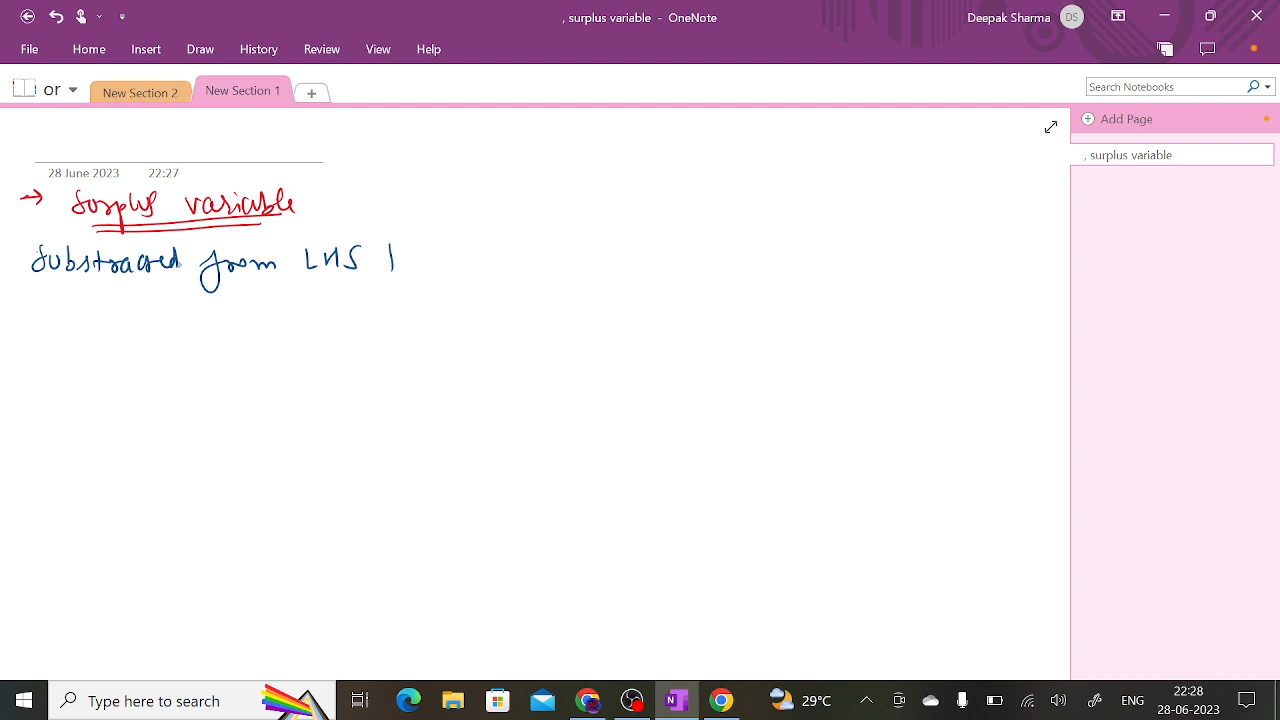 , surplus variable - OneNote
Deepak Sharma DS
File Home Insert Draw History Review View Help
or New Section 2 New Section 1
Search Notebooks
Add Page
, surplus variable
28 June 2023 22:27
→ Surplus variable
Substracted from LHS
Type here to search
29°C
ENG
22:28
28-06-2023